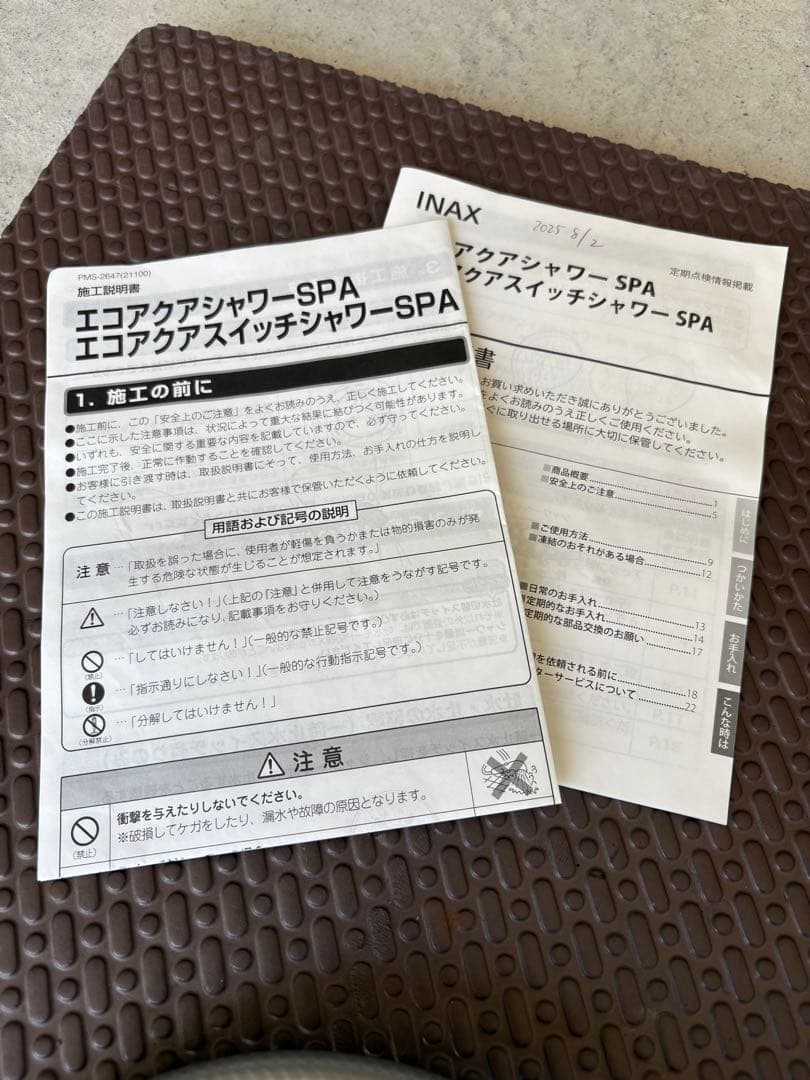 PMS-2647(21100)
施工説明書
エコアクアシャワーSPA
エコアクアスイッチシャワーSPA
1. 施工の前に
●施工前に、この「安全上のご注意」をよくお読みのうえ、正しく施工してください。
●ここに示した注意事項は、状況によって重大な結果に結びつく可能性があります。
●いずれも、安全に関する重要な内容を記載していますので、必ず守ってください。
●施工完了後、正常に作動することを確認してください。
●お客様に引き渡す時は、取扱説明書にそって、使用方法、お手入れの仕方を説明し
てください。
●この施工説明書は、取扱説明書と共にお客様で保管いただくように依頼してください。
用語および記号の説明
注意 …「取扱を誤った場合に、使用者が軽傷を負うかまたは物的損害のみが発
生する危険な状態が生じることが想定されます。」
…「注意しなさい！」(上記の「注意」と併用して注意をうながす記号です。
必ずお読みになり、記載事項をお守りください。)
(禁止) …「してはいけません！」(一般的な禁止記号です。)
(指示) …「指示通りにしなさい！」(一般的な行動指示記号です。)
(分解禁止) …「分解してはいけません！」
注意
(禁止)
衝撃を与えたりしないでください。
※破損してケガをしたり、漏水や故障の原因となります。
INAX
2025 8/2
アクアシャワー SPA
定期点検情報掲載
アクアスイッチシャワー SPA
書
お買い求めいただき誠にありがとうございました。
をよくお読みのうえ正しくご使用ください。
ぐに取り出せる場所に大切に保管してください。
■商品概要 1
■安全上のご注意 5
はじめに
■ご使用方法 9
■凍結のおそれがある場合 12
つかいかた
■日常のお手入れ 13
定期的なお手入れ 14
定期的な部品交換のお願い 17
お手入れ
を依頼される前に 18
ターサービスについて 22
こんな時は